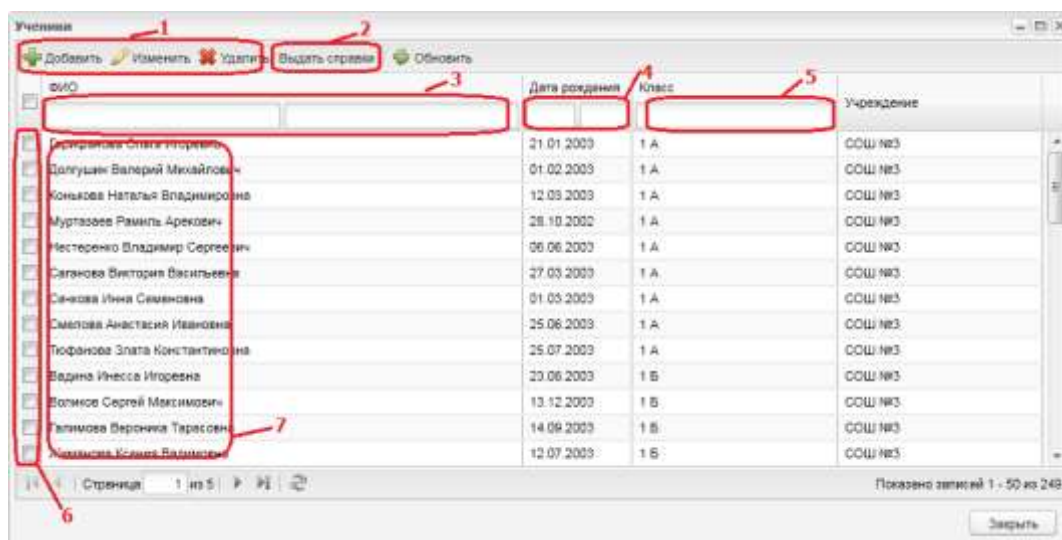 Ученики
1 2
Добавить Изменить Удалить Выдать справки Обновить
ФИО 3 Дата рождения 4 Класс 5 Учреждение
Ольга Игоревна 21.01.2003 1 А СОШ №3
Долгушин Валерий Михайлович 01.02.2003 1 А СОШ №3
Конькова Наталья Владимировна 12.03.2003 1 А СОШ №3
Муртазаев Рамиль Арекович 28.10.2002 1 А СОШ №3
Нестеренко Владимир Сергеевич 06.06.2003 1 А СОШ №3
Саганова Виктория Васильевна 27.03.2003 1 А СОШ №3
Санкова Инна Семеновна 01.03.2003 1 А СОШ №3
Смелова Анастасия Ивановна 25.06.2003 1 А СОШ №3
Тюфанова Злата Константиновна 25.07.2003 1 А СОШ №3
Вадина Инесса Игоревна 23.06.2003 1 Б СОШ №3
Воликов Сергей Максимович 13.12.2003 1 Б СОШ №3
Галимова Вероника Тарасовна 7 14.09.2003 1 Б СОШ №3
Ксения Вадимовна 12.07.2003 1 Б СОШ №3
Страница 1 из 5 Показано записей 1 - 50 из 249
6
Закрыть